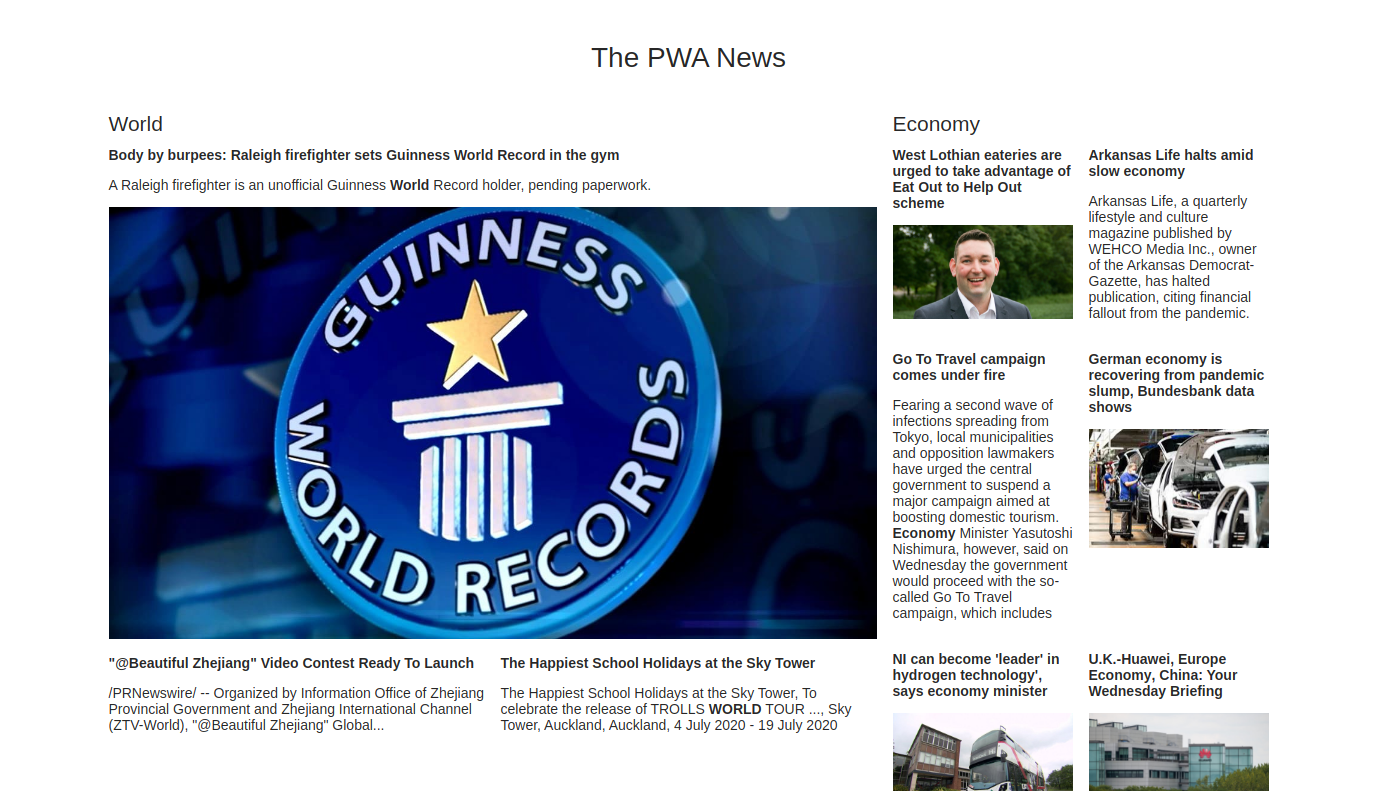 The PWA News
World
Body by burpees: Raleigh firefighter sets Guinness World Record in the gym
A Raleigh firefighter is an unofficial Guinness World Record holder, pending paperwork.
GUINNESS
WORLD RECORDS
"@Beautiful Zhejiang" Video Contest Ready To Launch
/PRNewswire/ -- Organized by Information Office of Zhejiang
Provincial Government and Zhejiang International Channel
(ZTV-World), "@Beautiful Zhejiang" Global...
The Happiest School Holidays at the Sky Tower
The Happiest School Holidays at the Sky Tower, To
celebrate the release of TROLLS WORLD TOUR ..., Sky
Tower, Auckland, Auckland, 4 July 2020 - 19 July 2020
Economy
West Lothian eateries are
urged to take advantage of
Eat Out to Help Out
scheme
Arkansas Life halts amid
slow economy
Arkansas Life, a quarterly
lifestyle and culture
magazine published by
WEHCO Media Inc., owner
of the Arkansas Democrat-
Gazette, has halted
publication, citing financial
fallout from the pandemic.
Go To Travel campaign
comes under fire
Fearing a second wave of
infections spreading from
Tokyo, local municipalities
and opposition lawmakers
have urged the central
government to suspend a
major campaign aimed at
boosting domestic tourism.
Economy Minister Yasutoshi
Nishimura, however, said on
Wednesday the government
would proceed with the so-
called Go To Travel
campaign, which includes
German economy is
recovering from pandemic
slump, Bundesbank data
shows
NI can become 'leader' in
hydrogen technology',
says economy minister
U.K.-Huawei, Europe
Economy, China: Your
Wednesday Briefing